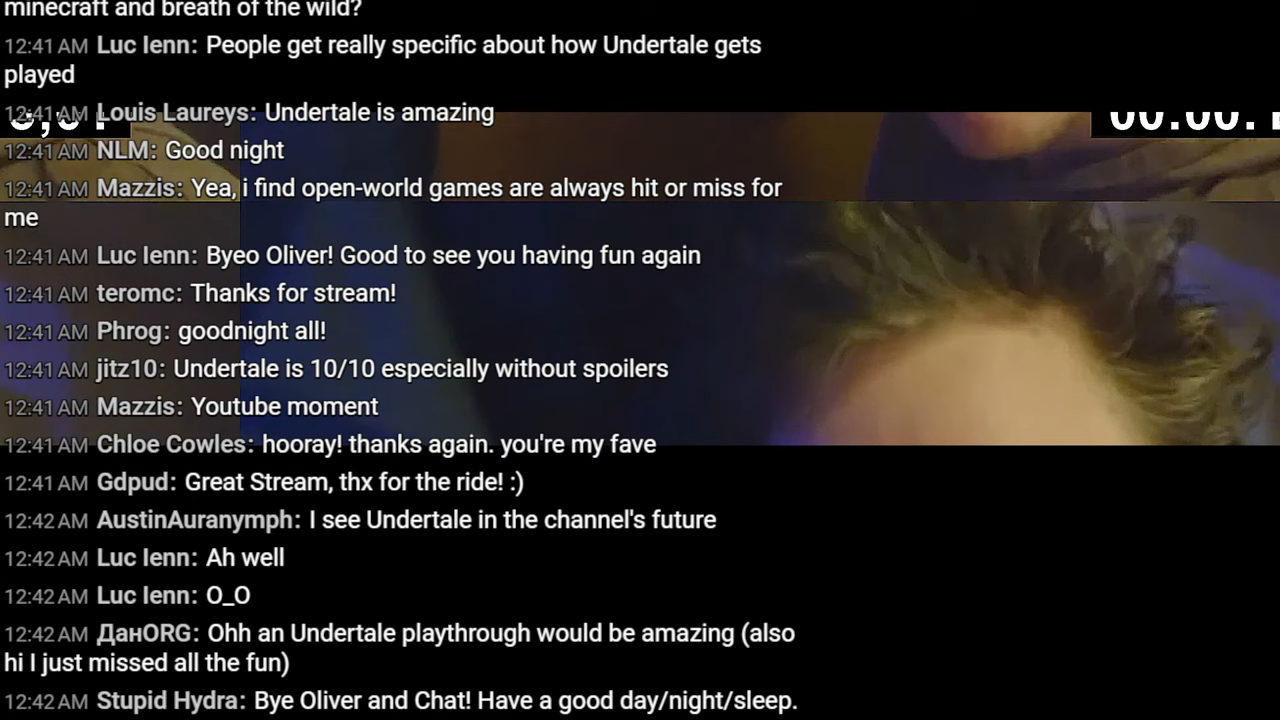 minecraft and breath of the wild?
12:41 AM Luc Ienn: People get really specific about how Undertale gets
played
12:41 AM Louis Laureys: Undertale is amazing
12:41 AM NLM: Good night
12:41 AM Mazzis: Yea, i find open-world games are always hit or miss for
me
12:41 AM Luc Ienn: Byeo Oliver! Good to see you having fun again
12:41 AM teromc: Thanks for stream!
12:41 AM Phrog: goodnight all!
12:41 AM jitz10: Undertale is 10/10 especially without spoilers
12:41 AM Mazzis: Youtube moment
12:41 AM Chloe Cowles: hooray! thanks again. you're my fave
12:41 AM Gdpud: Great Stream, thx for the ride! :)
12:42 AM AustinAuranymph: I see Undertale in the channel's future
12:42 AM Luc Ienn: Ah well
12:42 AM Luc Ienn: O_O
12:42 AM ДанORG: Ohh an Undertale playthrough would be amazing (also
hi I just missed all the fun)
12:42 AM Stupid Hydra: Bye Oliver and Chat! Have a good day/night/sleep.